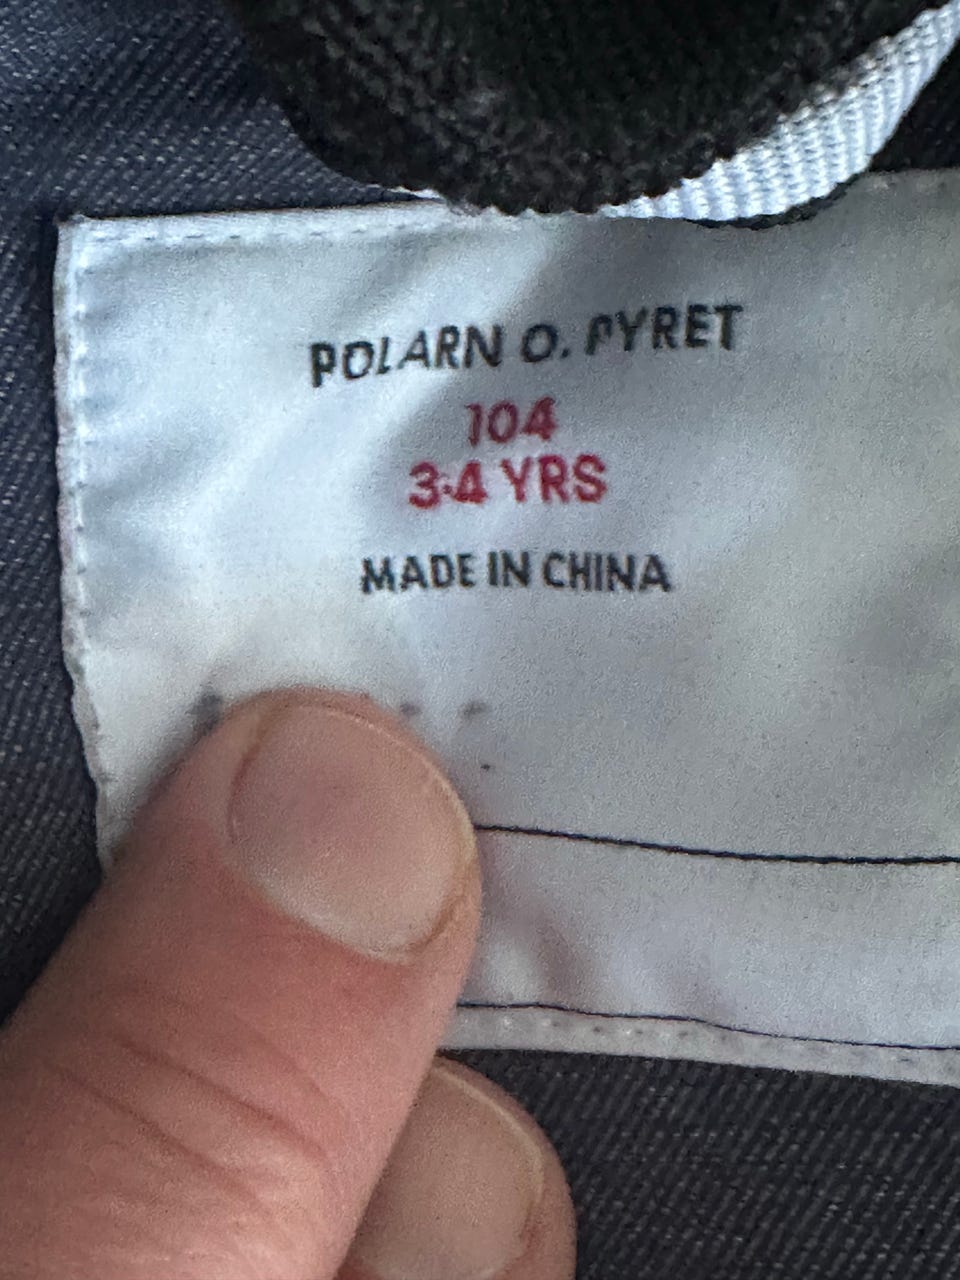 POLARN O. PYRET
104
3-4 YRS
MADE IN CHINA